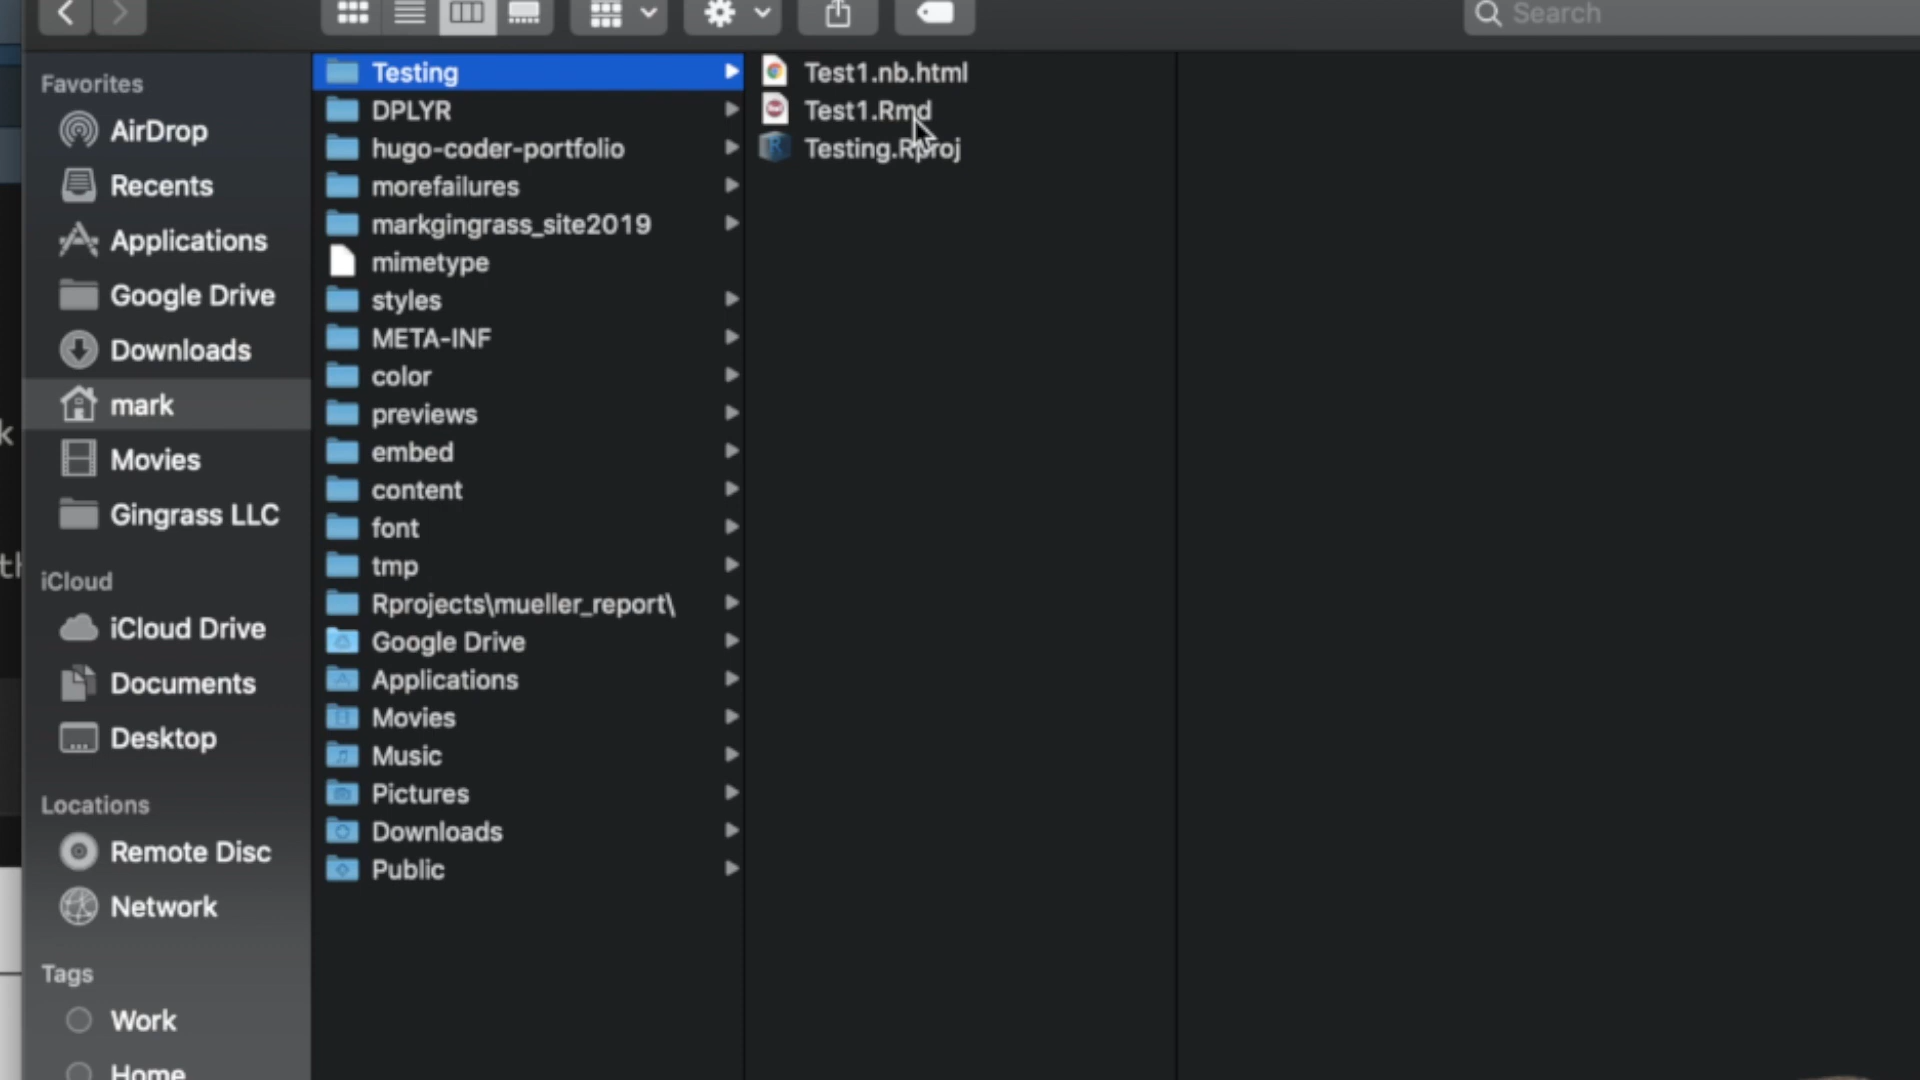 Search
Favorites
AirDrop
Recents
Applications
Google Drive
Downloads
mark
Movies
Gingrass LLC
iCloud
iCloud Drive
Documents
Desktop
Locations
Remote Disc
Network
Tags
Work
Home
Testing
DPLYR
hugo-coder-portfolio
morefailures
markgingrass_site2019
mimetype
styles
META-INF
color
previews
embed
content
font
tmp
Rprojects\mueller_report\
Google Drive
Applications
Movies
Music
Pictures
Downloads
Public
Test1.nb.html
Test1.Rmd
Testing.Rproj